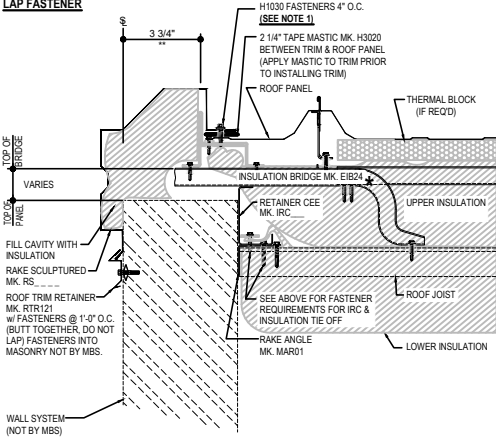 LAP FASTENER
H1030 FASTENERS 4" O.C.
(SEE NOTE 1)
℄
3 3/4"
**
2 1/4" TAPE MASTIC MK. H3020
BETWEEN TRIM & ROOF PANEL
(APPLY MASTIC TO TRIM PRIOR
TO INSTALLING TRIM)
ROOF PANEL
THERMAL BLOCK
(IF REQ'D)
TOP OF
BRIDGE
INSULATION BRIDGE MK. EIB24 *
VARIES
TOP OF
PANEL
RETAINER CEE
MK. IRC___
UPPER INSULATION
FILL CAVITY WITH
INSULATION
RAKE SCULPTURED
MK. RS____
ROOF TRIM RETAINER
MK. RTR121
w/ FASTENERS @ 1'-0" O.C.
(BUTT TOGETHER, DO NOT
LAP) FASTENERS INTO
MASONRY NOT BY MBS.
SEE ABOVE FOR FASTENER
REQUIREMENTS FOR IRC &
INSULATION TIE OFF
ROOF JOIST
RAKE ANGLE
MK. MAR01
LOWER INSULATION
WALL SYSTEM
(NOT BY MBS)